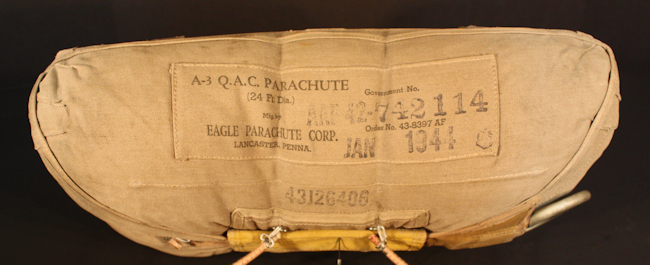 A-3 Q.A.C. PARACHUTE
(24 Ft. Dia.)
Mfg by
EAGLE PARACHUTE CORP.
LANCASTER, PENNA.
Government No.
AAF 42-742114
Order No. 43-8397 AF
JAN 1944
43126406